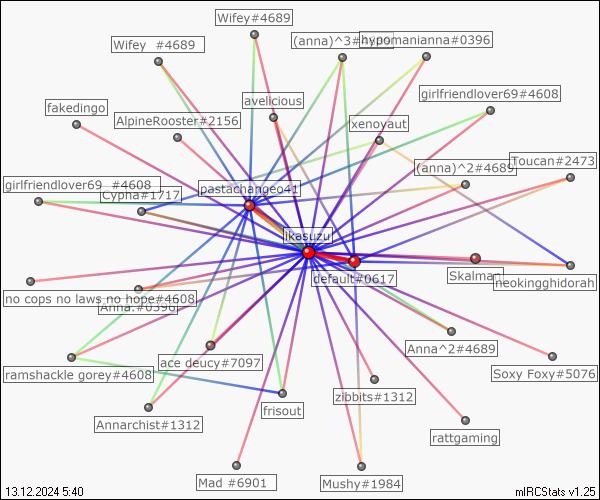 Wifey#4689
Wifey  #4689
(anna)^3#4689
hypomanianna#0396
girlfriendlover69#4608
avelicious
fakedingo
AlpineRooster#2156
xenoyaut
Toucan#2473
(anna)^2#4689
girlfriendlover69  #4608
pastachangeo41
Cypha#1717
likasuzu
default#0617
Skalman
neokingghidorah
no cops no laws no hope#4608
Anna.#0396
Anna^2#4689
ace deucy#7097
ramshackle gorey#4608
Soxy Foxy#5076
zibbits#1312
frisout
Annarchist#1312
rattgaming
Mad #6901
Mushy#1984
13.12.2024 5:40
mIRCStats v1.25